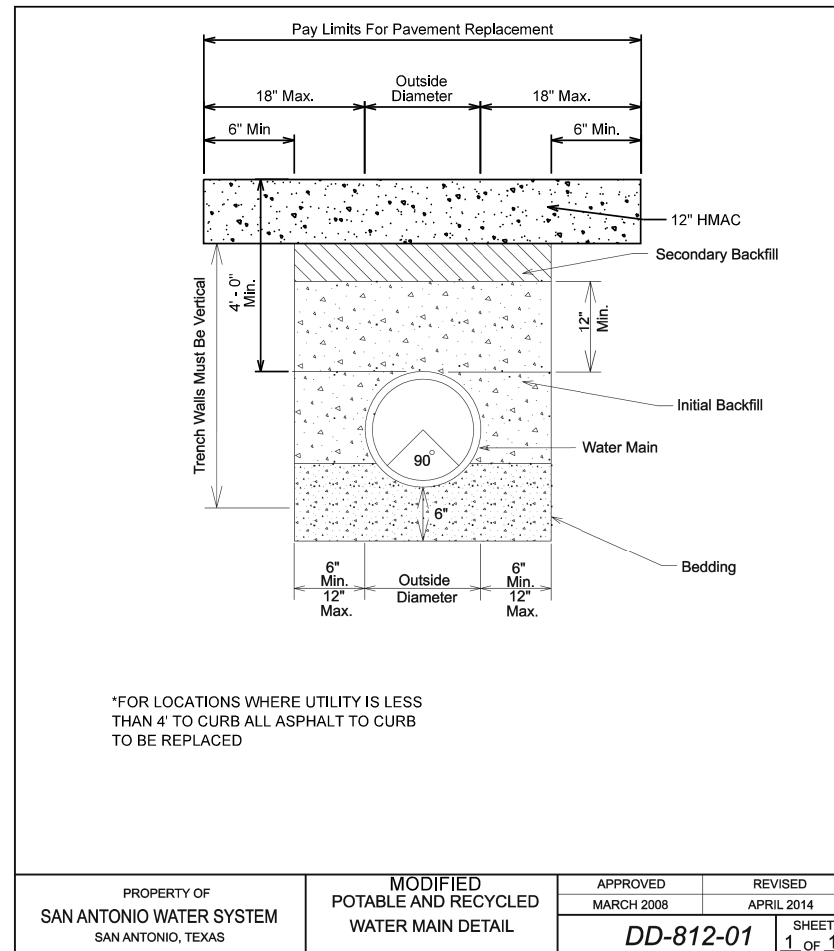 Pay Limits For Pavement Replacement
18" Max.
Outside
Diameter
18" Max.
6" Min
6" Min.
12" HMAC
Secondary Backfill
4' - 0"
Min.
12"
Min.
Trench Walls Must Be Vertical
Initial Backfill
Water Main
90°
6"
Bedding
6"
Min.
12"
Max.
Outside
Diameter
6"
Min.
12"
Max.
*FOR LOCATIONS WHERE UTILITY IS LESS
THAN 4' TO CURB ALL ASPHALT TO CURB
TO BE REPLACED
PROPERTY OF
SAN ANTONIO WATER SYSTEM
SAN ANTONIO, TEXAS
MODIFIED
POTABLE AND RECYCLED
WATER MAIN DETAIL
APPROVED
MARCH 2008
REVISED
APRIL 2014
DD-812-01
SHEET
1 OF 1